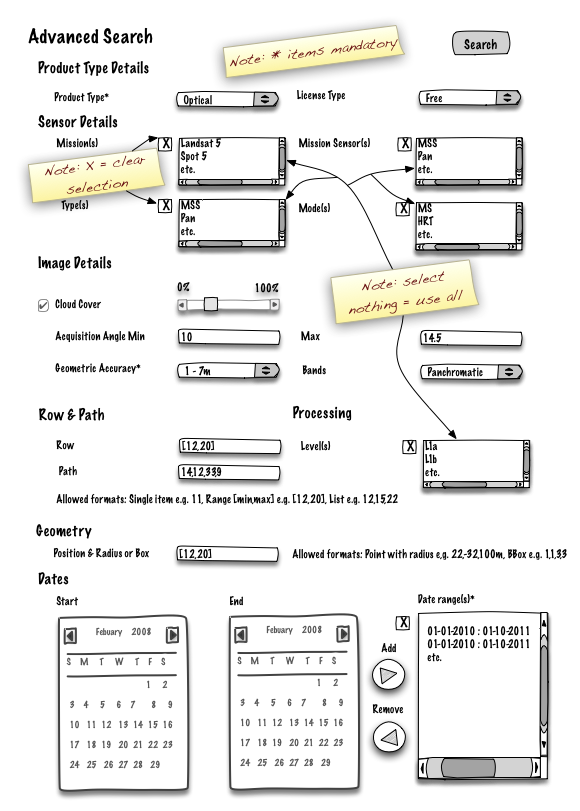 Advanced Search
Note: * items mandatory
Search
Product Type Details
Product Type*
Optical
License Type
Free
Sensor Details
Mission(s)
X
Landsat 5
Spot 5
etc.
Mission Sensor(s)
X
MSS
Pan
etc.
Note: X = clear
selection
Type(s)
X
MSS
Pan
etc.
Mode(s)
X
MS
HRT
etc.
Image Details
Note: select
nothing = use all
Cloud Cover
0% 100%
Acquisition Angle Min
10
Max
14.5
Geometric Accuracy*
1 - 7m
Bands
Panchromatic
Row & Path
Processing
Row
[12,20]
Level(s)
X
L1a
L1b
etc.
Path
14,12,339
Allowed formats: Single item e.g. 11, Range [min,max] e.g. [12,20], List e.g. 12,15,22
Geometry
Position & Radius or Box
[12,20]
Allowed formats: Point with radius e.g. 22,-32,100m, BBox e.g. 1,1,3,3
Dates
Start
Febuary 2008
S M T W T F S
1 2
3 4 5 6 7 8 9
10 11 12 13 14 15 16
17 18 19 20 21 22 23
24 25 26 27 28 29
End
Febuary 2008
S M T W T F S
1 2
3 4 5 6 7 8 9
10 11 12 13 14 15 16
17 18 19 20 21 22 23
24 25 26 27 28 29
Add
Remove
Date range(s)*
X
01-01-2010 : 01-10-2011
01-01-2010 : 01-10-2011
etc.